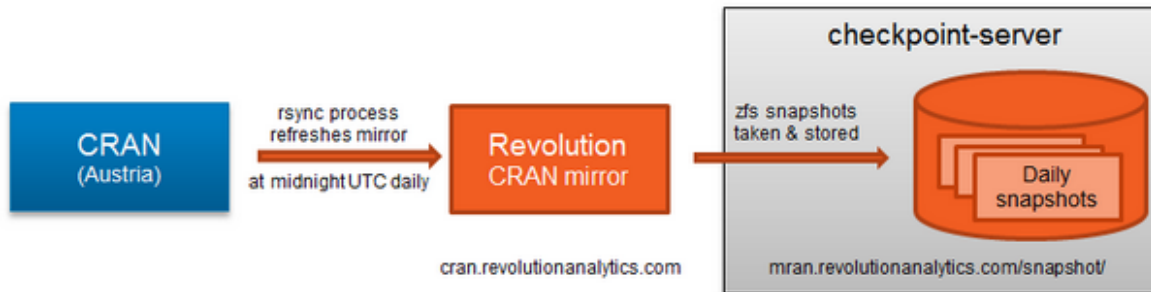 checkpoint-server
CRAN
(Austria)
rsync process
refreshes mirror
at midnight UTC daily
Revolution
CRAN mirror
zfs snapshots
taken & stored
Daily
snapshots
cran.revolutionanalytics.com
mran.revolutionanalytics.com/snapshot/